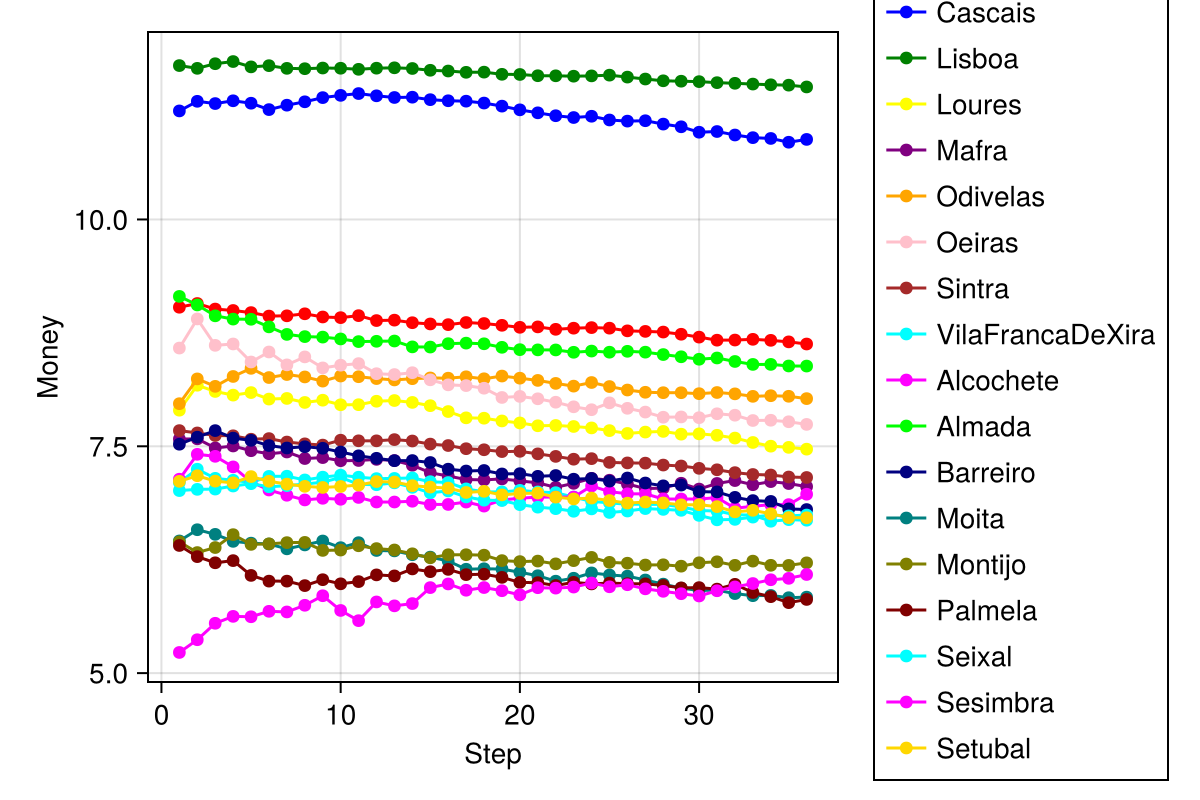 Money
10.0
7.5
5.0
0
10
20
30
Step
Cascais
Lisboa
Loures
Mafra
Odivelas
Oeiras
Sintra
VilaFrancaDeXira
Alcochete
Almada
Barreiro
Moita
Montijo
Palmela
Seixal
Sesimbra
Setubal